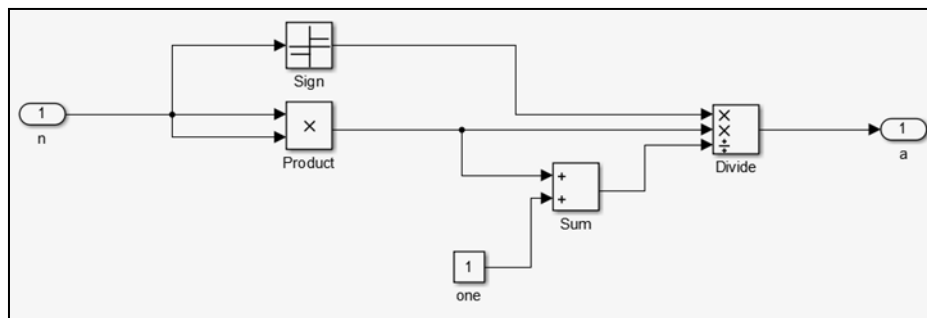 Sign
1
n
×
Product
×
×
÷
Divide
1
a
+
+
Sum
1
one